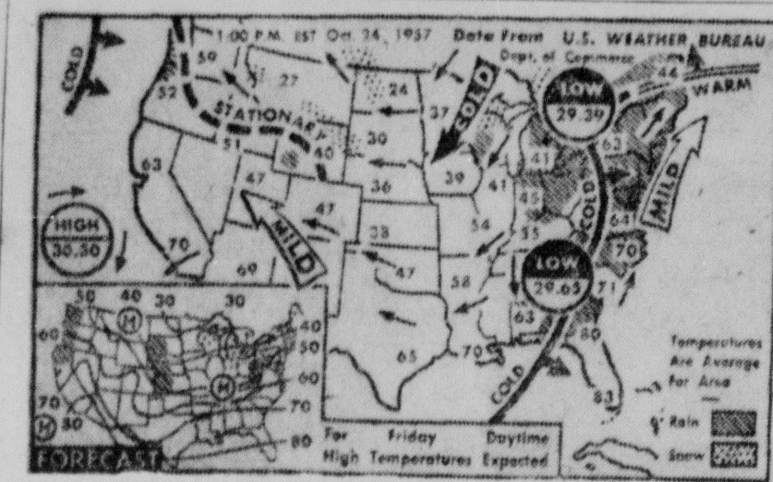 1:00 P.M. EST Oct. 24, 1957 Data From U.S. WEATHER BUREAU
Dept. of Commerce
COLD
59
27
24
37
COLD
LOW
29.39
44
WARM
52
STATIONARY
51
40
30
63
47
36
39
41
41
63
45
COLD
64
MILD
HIGH
30.30
70
69
MILD
47
38
54
55
47
58
LOW
29.65
70
71
63
80
65
70
COLD
83
Temperatures
Are Average
For Area
Rain
Snow
50 40 30 30
60
H
40
50
H
60
70
70
H 80
80
FORECAST
For Friday Daytime
High Temperatures Expected